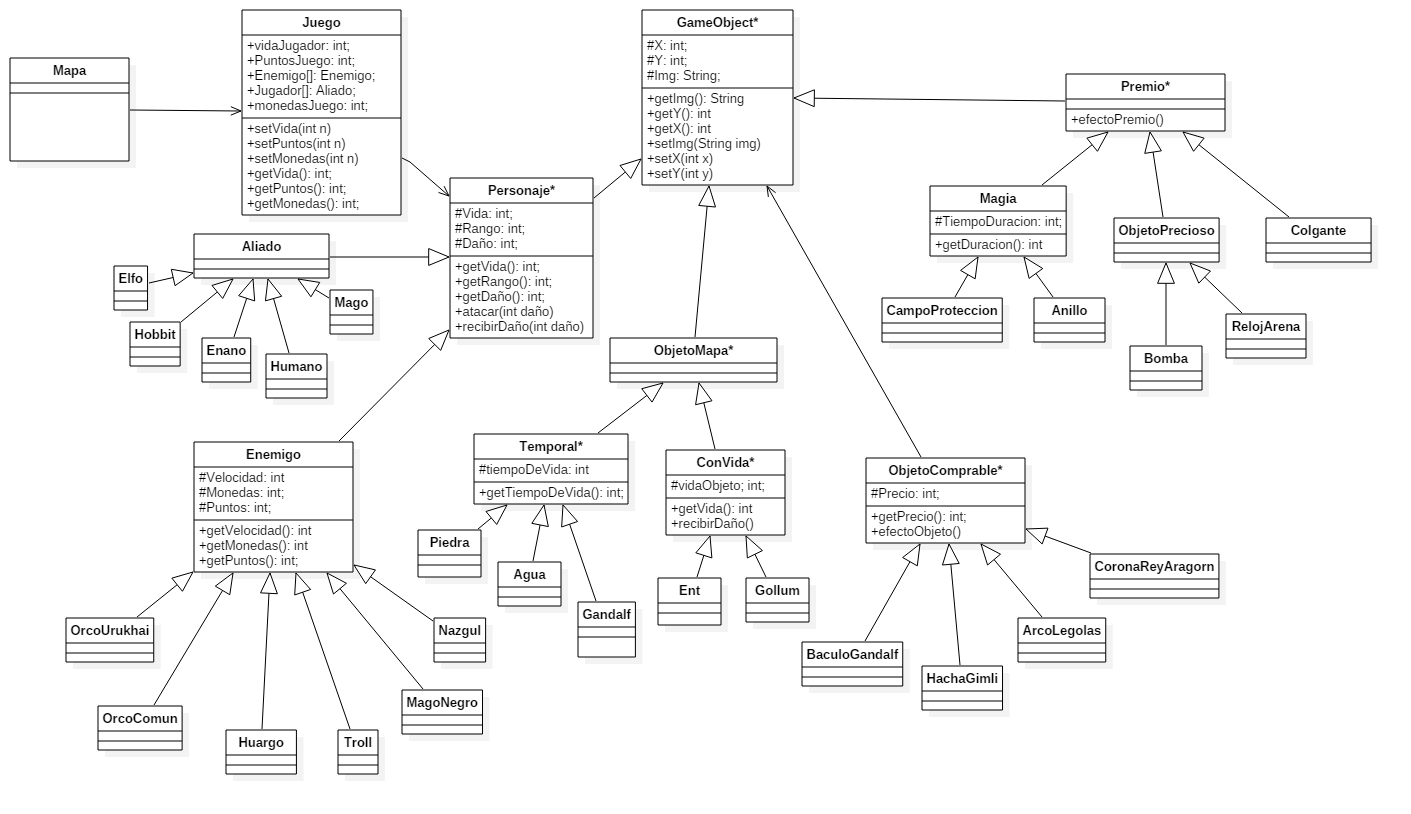 Mapa
Juego
+vidaJugador: int;
+PuntosJuego: int;
+Enemigo[]: Enemigo;
+Jugador[]: Aliado;
+monedasJuego: int;
+setVida(int n)
+setPuntos(int n)
+setMonedas(int n)
+getVida(): int;
+getPuntos(): int;
+getMonedas(): int;
GameObject*
#X: int;
#Y: int;
#Img: String;
+getImg(): String
+getY(): int
+getX(): int
+setImg(String img)
+setX(int x)
+setY(int y)
Premio*
+efectoPremio()
Personaje*
#Vida: int;
#Rango: int;
#Daño: int;
+getVida(): int;
+getRango(): int;
+getDaño(): int;
+atacar(int daño)
+recibirDaño(int daño)
Magia
#TiempoDuracion: int;
+getDuracion(): int
ObjetoPrecioso
Colgante
Aliado
Elfo
Hobbit
Enano
Humano
Mago
CampoProteccion
Anillo
Bomba
RelojArena
ObjetoMapa*
Enemigo
#Velocidad: int
#Monedas: int;
#Puntos: int;
+getVelocidad(): int
+getMonedas(): int
+getPuntos(): int;
Temporal*
#tiempoDeVida: int
+getTiempoDeVida(): int;
ConVida*
#vidaObjeto; int;
+getVida(): int
+recibirDaño()
ObjetoComprable*
#Precio: int;
+getPrecio(): int;
+efectoObjeto()
Piedra
Agua
Gandalf
Ent
Gollum
CoronaReyAragorn
ArcoLegolas
BaculoGandalf
HachaGimli
OrcoUrukhai
OrcoComun
Huargo
Troll
MagoNegro
Nazgul